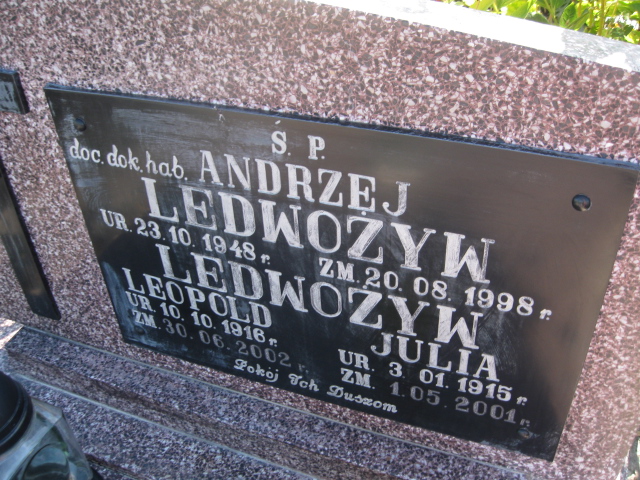 Ś. P.
doc. dok. hab. ANDRZEJ
LEDWOŻYW
UR. 23. 10. 1948 r. ZM. 20. 08. 1998 r.
LEDWOŻYW
LEOPOLD JULIA
UR. 10. 10. 1916 r. UR. 3. 01. 1915 r.
ZM. 30. 06. 2002 r. ZM. 1. 05. 2001 r.
Pokój Ich Duszom